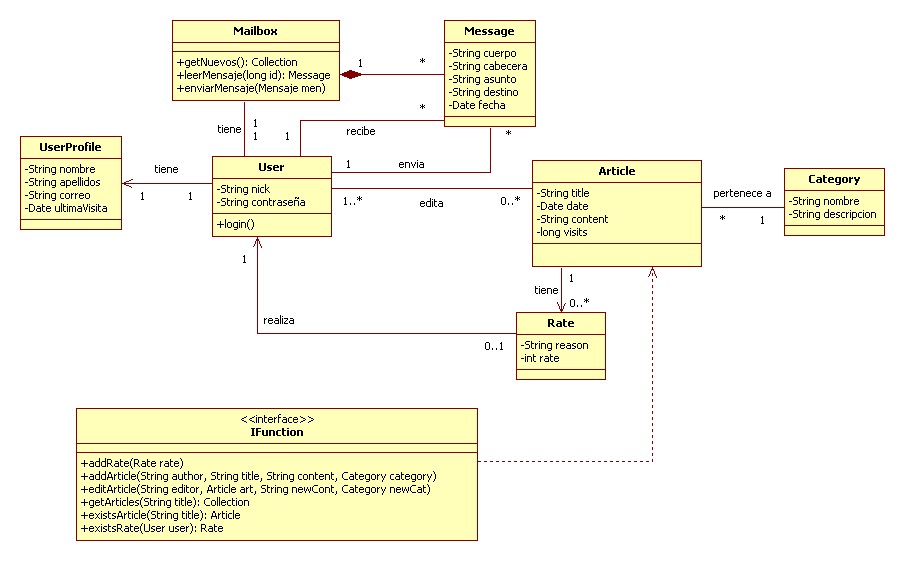 Mailbox
+getNuevos(): Collection
+leerMensaje(long id): Message
+enviarMensaje(Mensaje men)
Message
-String cuerpo
-String cabecera
-String asunto
-String destino
-Date fecha
1
*
tiene
1
1
1
recibe
*
1
envia
*
UserProfile
-String nombre
-String apellidos
-String correo
-Date ultimaVisita
tiene
1
1
User
-String nick
-String contraseña
+login()
1..*
edita
0..*
Article
-String title
-Date date
-String content
-long visits
pertenece a
*
1
Category
-String nombre
-String descripcion
1
realiza
0..1
tiene
1
0..*
Rate
-String reason
-int rate
<<interface>>
IFunction
+addRate(Rate rate)
+addArticle(String author, String title, String content, Category category)
+editArticle(String editor, Article art, String newCont, Category newCat)
+getArticles(String title): Collection
+existsArticle(String title): Article
+existsRate(User user): Rate